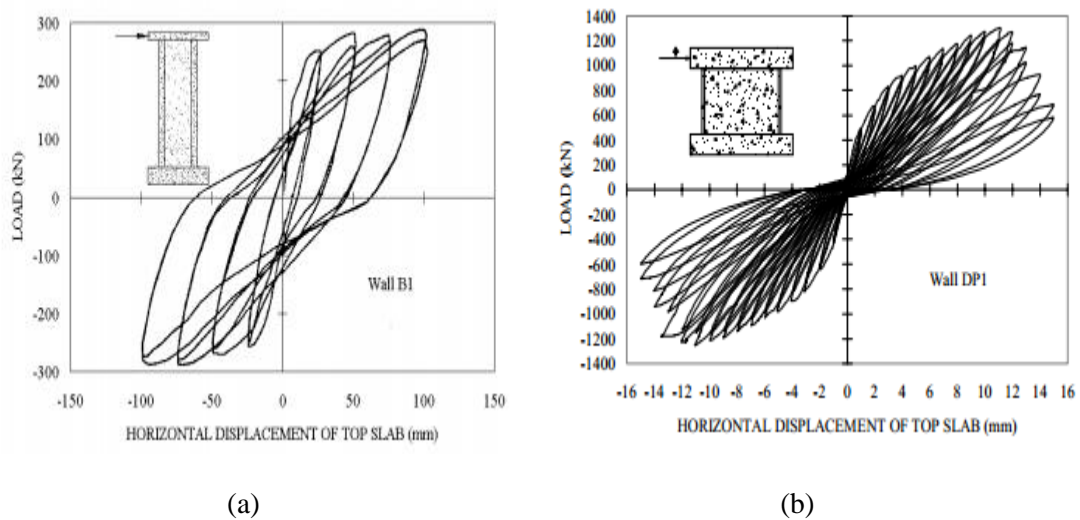 300
200
100
0
-100
-200
-300
LOAD (kN)
-150 -100 -50 0 50 100 150
HORIZONTAL DISPLACEMENT OF TOP SLAB (mm)
Wall B1
(a)
1400
1200
1000
800
600
400
200
0
-200
-400
-600
-800
-1000
-1200
-1400
LOAD (kN)
-16 -14 -12 -10 -8 -6 -4 -2 0 2 4 6 8 10 12 14 16
HORIZONTAL DISPLACEMENT OF TOP SLAB (mm)
Wall DP1
(b)